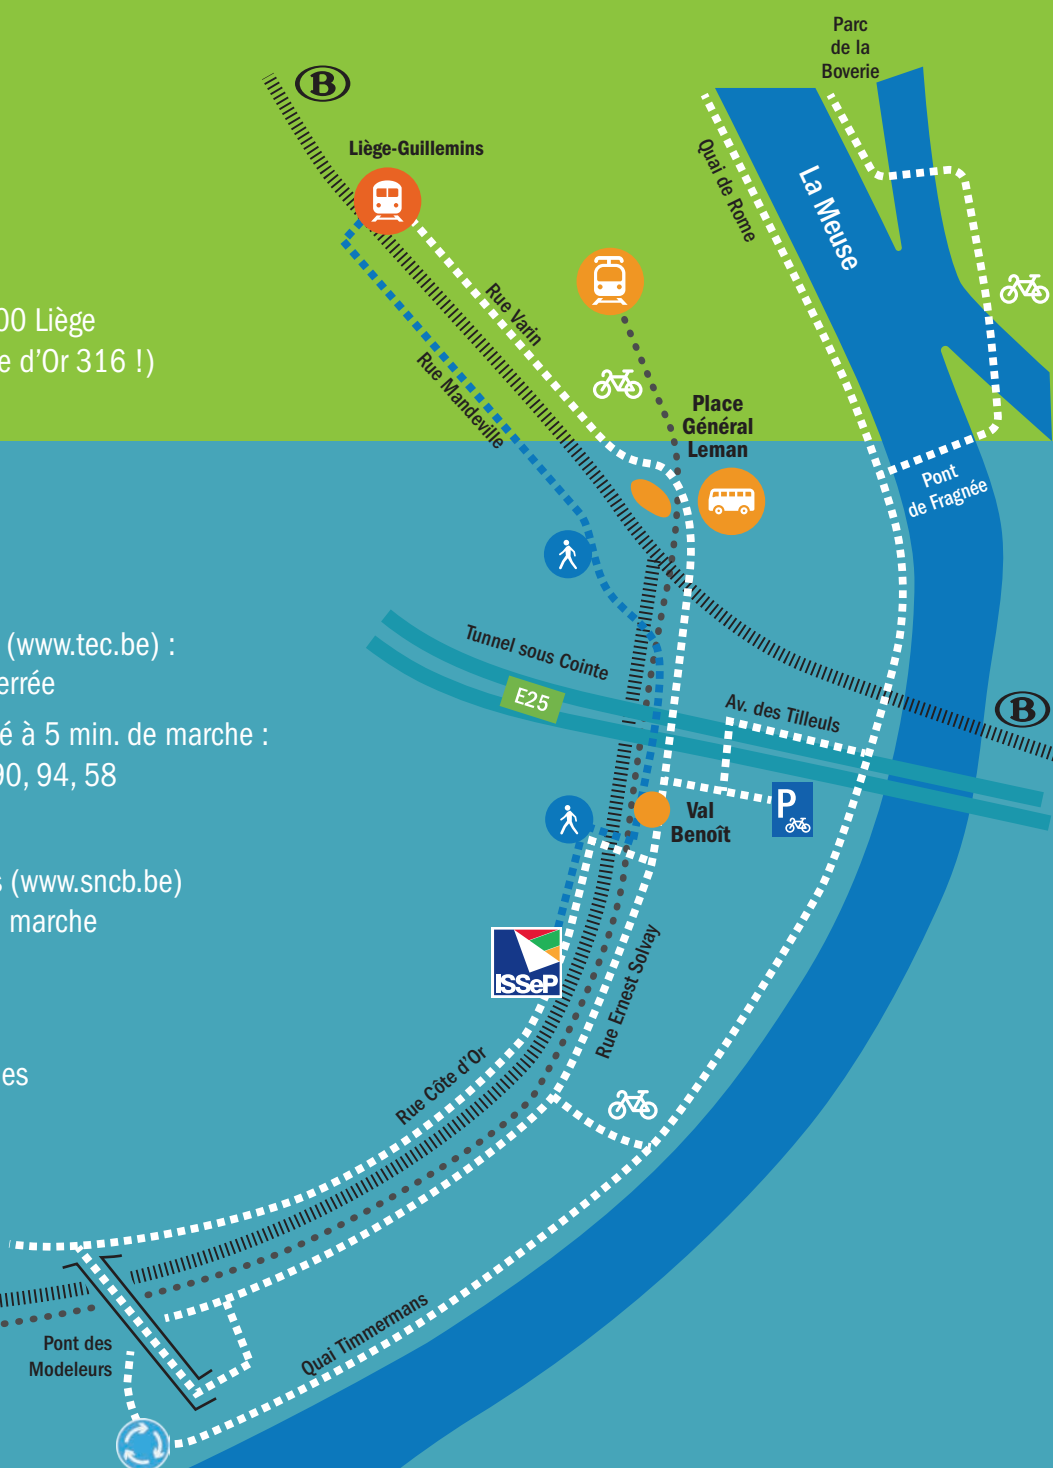 Parc
de la
Boverie
B
Liège-Guillemins
Quai de Rome
La Meuse
Rue Varin
00 Liège
e d'Or 316 !)
Rue Mandeville
Place
Général
Leman
Pont
de Fragnée
(www.tec.be) :
errée
é à 5 min. de marche :
90, 94, 58
Tunnel sous Cointe
E25
Av. des Tilleuls
B
P
Val
Benoît
s (www.sncb.be)
marche
ISSeP
Rue Ernest Solvay
es
Rue Côte d'Or
Quai Timmermans
Pont des
Modeleurs